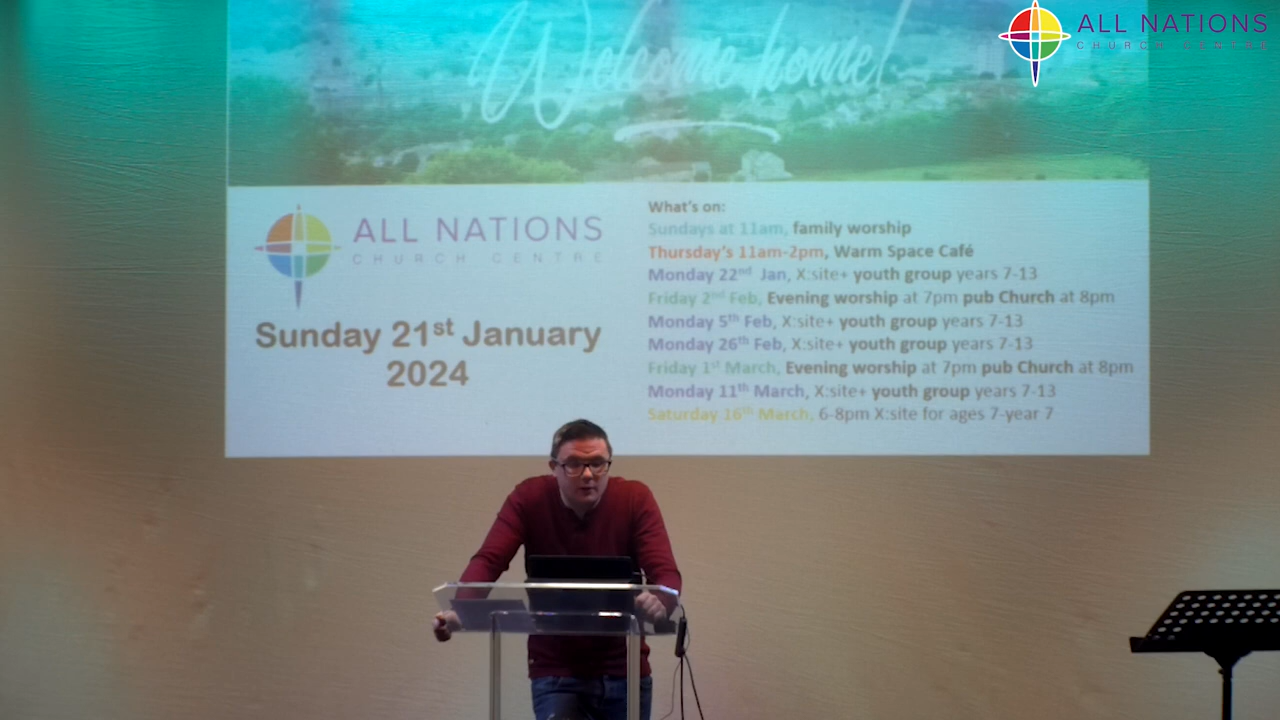 Welcome home!
ALL NATIONS
CHURCH CENTRE
ALL NATIONS
CHURCH CENTRE
Sunday 21st January
2024
What's on:
Sundays at 11am, family worship
Thursday's 11am-2pm, Warm Space Café
Monday 22nd Jan, X:site+ youth group years 7-13
Friday 2nd Feb, Evening worship at 7pm pub Church at 8pm
Monday 5th Feb, X:site+ youth group years 7-13
Monday 26th Feb, X:site+ youth group years 7-13
Friday 1st March, Evening worship at 7pm pub Church at 8pm
Monday 11th March, X:site+ youth group years 7-13
Saturday 16th March, 6-8pm X:site for ages 7-year 7